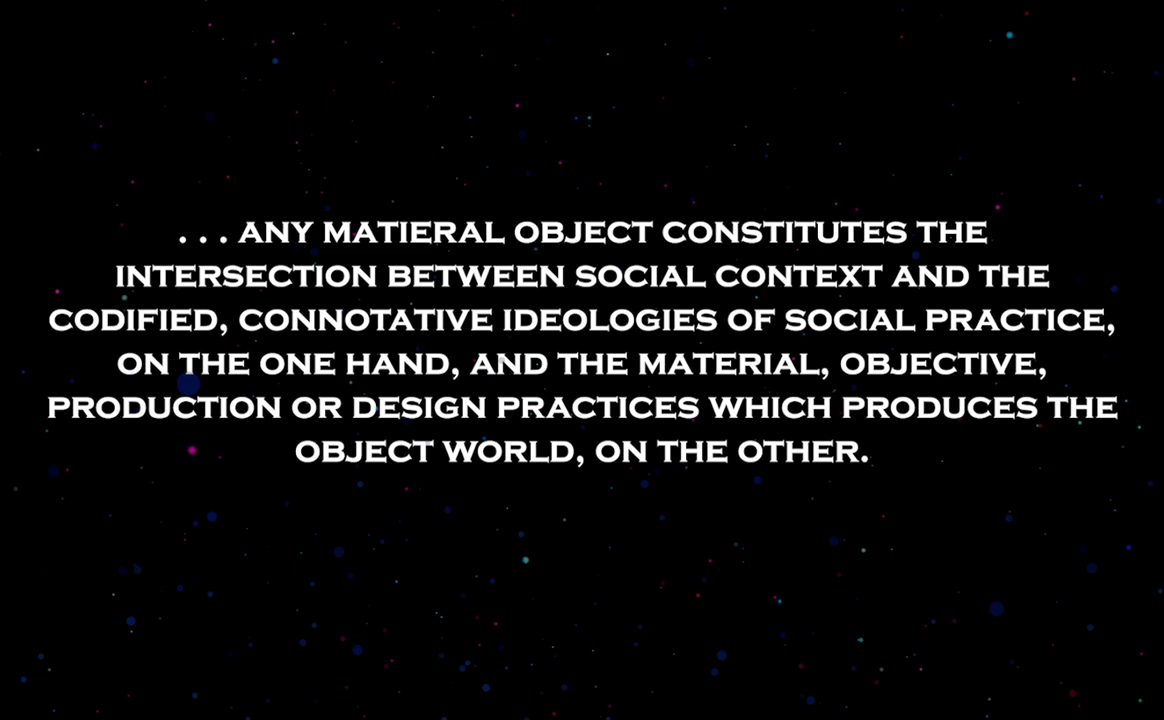 . . . ANY MATIERAL OBJECT CONSTITUTES THE
INTERSECTION BETWEEN SOCIAL CONTEXT AND THE
CODIFIED, CONNOTATIVE IDEOLOGIES OF SOCIAL PRACTICE,
ON THE ONE HAND, AND THE MATERIAL, OBJECTIVE,
PRODUCTION OR DESIGN PRACTICES WHICH PRODUCES THE
OBJECT WORLD, ON THE OTHER.